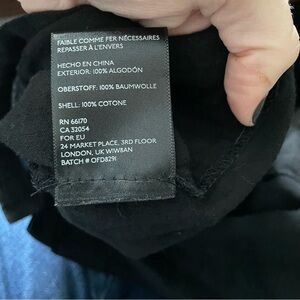 FAIBLE COMME FER NÉCESSAIRES
REPASSER À L'ENVERS
HECHO EN CHINA
EXTERIOR: 100% ALGODÓN
OBERSTOFF: 100% BAUMWOLLE
SHELL: 100% COTONE
RN 66170
CA 32054
FOR EU
24 MARKET PLACE, 3RD FLOOR
LONDON, UK W1W8AN
BATCH # OFD8291